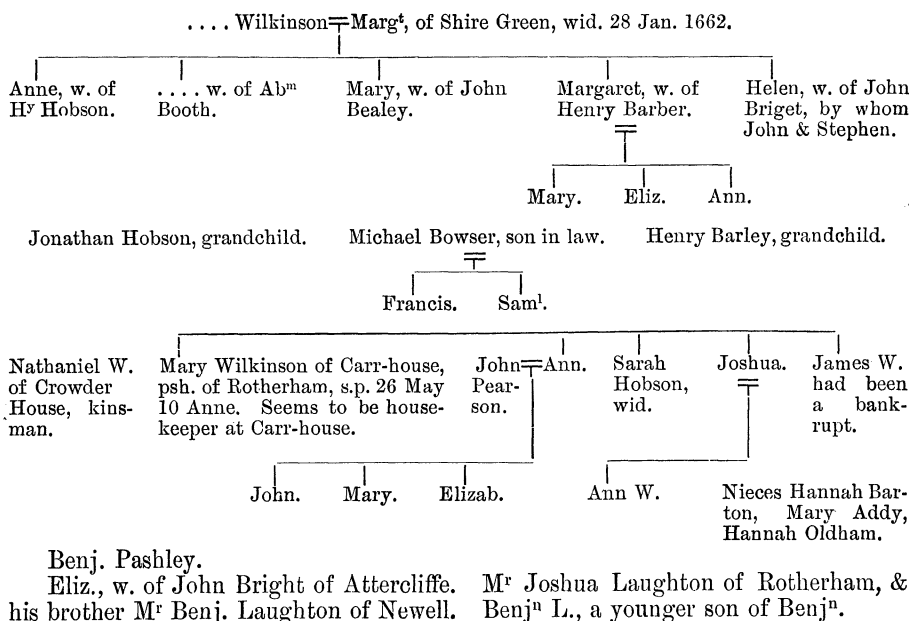 . . . . Wilkinson Margᵗ, of Shire Green, wid. 28 Jan. 1662.
Anne, w. of
Hʸ Hobson.
. . . . w. of Abᵐ
Booth.
Mary, w. of John
Bealey.
Margaret, w. of
Henry Barber.
Helen, w. of John
Briget, by whom
John & Stephen.
Mary. Eliz. Ann.
Jonathan Hobson, grandchild. Michael Bowser, son in law. Henry Barley, grandchild.
Francis. Samˡ.
Nathaniel W.
of Crowder
House, kins-
man.
Mary Wilkinson of Carr-house,
psh. of Rotherham, s.p. 26 May
10 Anne. Seems to be house-
keeper at Carr-house.
John
Pear-
son.
Ann.
Sarah
Hobson,
wid.
Joshua.
James W.
had been
a bank-
rupt.
John. Mary. Elizab.
Ann W.
Nieces Hannah Bar-
ton, Mary Addy,
Hannah Oldham.
Benj. Pashley.
Eliz., w. of John Bright of Attercliffe. Mʳ Joshua Laughton of Rotherham, &
his brother Mʳ Benj. Laughton of Newell. Benjⁿ L., a younger son of Benjⁿ.